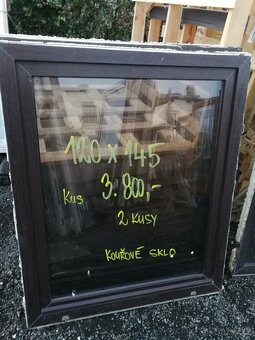 120 x 145
Kus 3.800,-
2 KUSY
KOUŘOVÉ SKLO